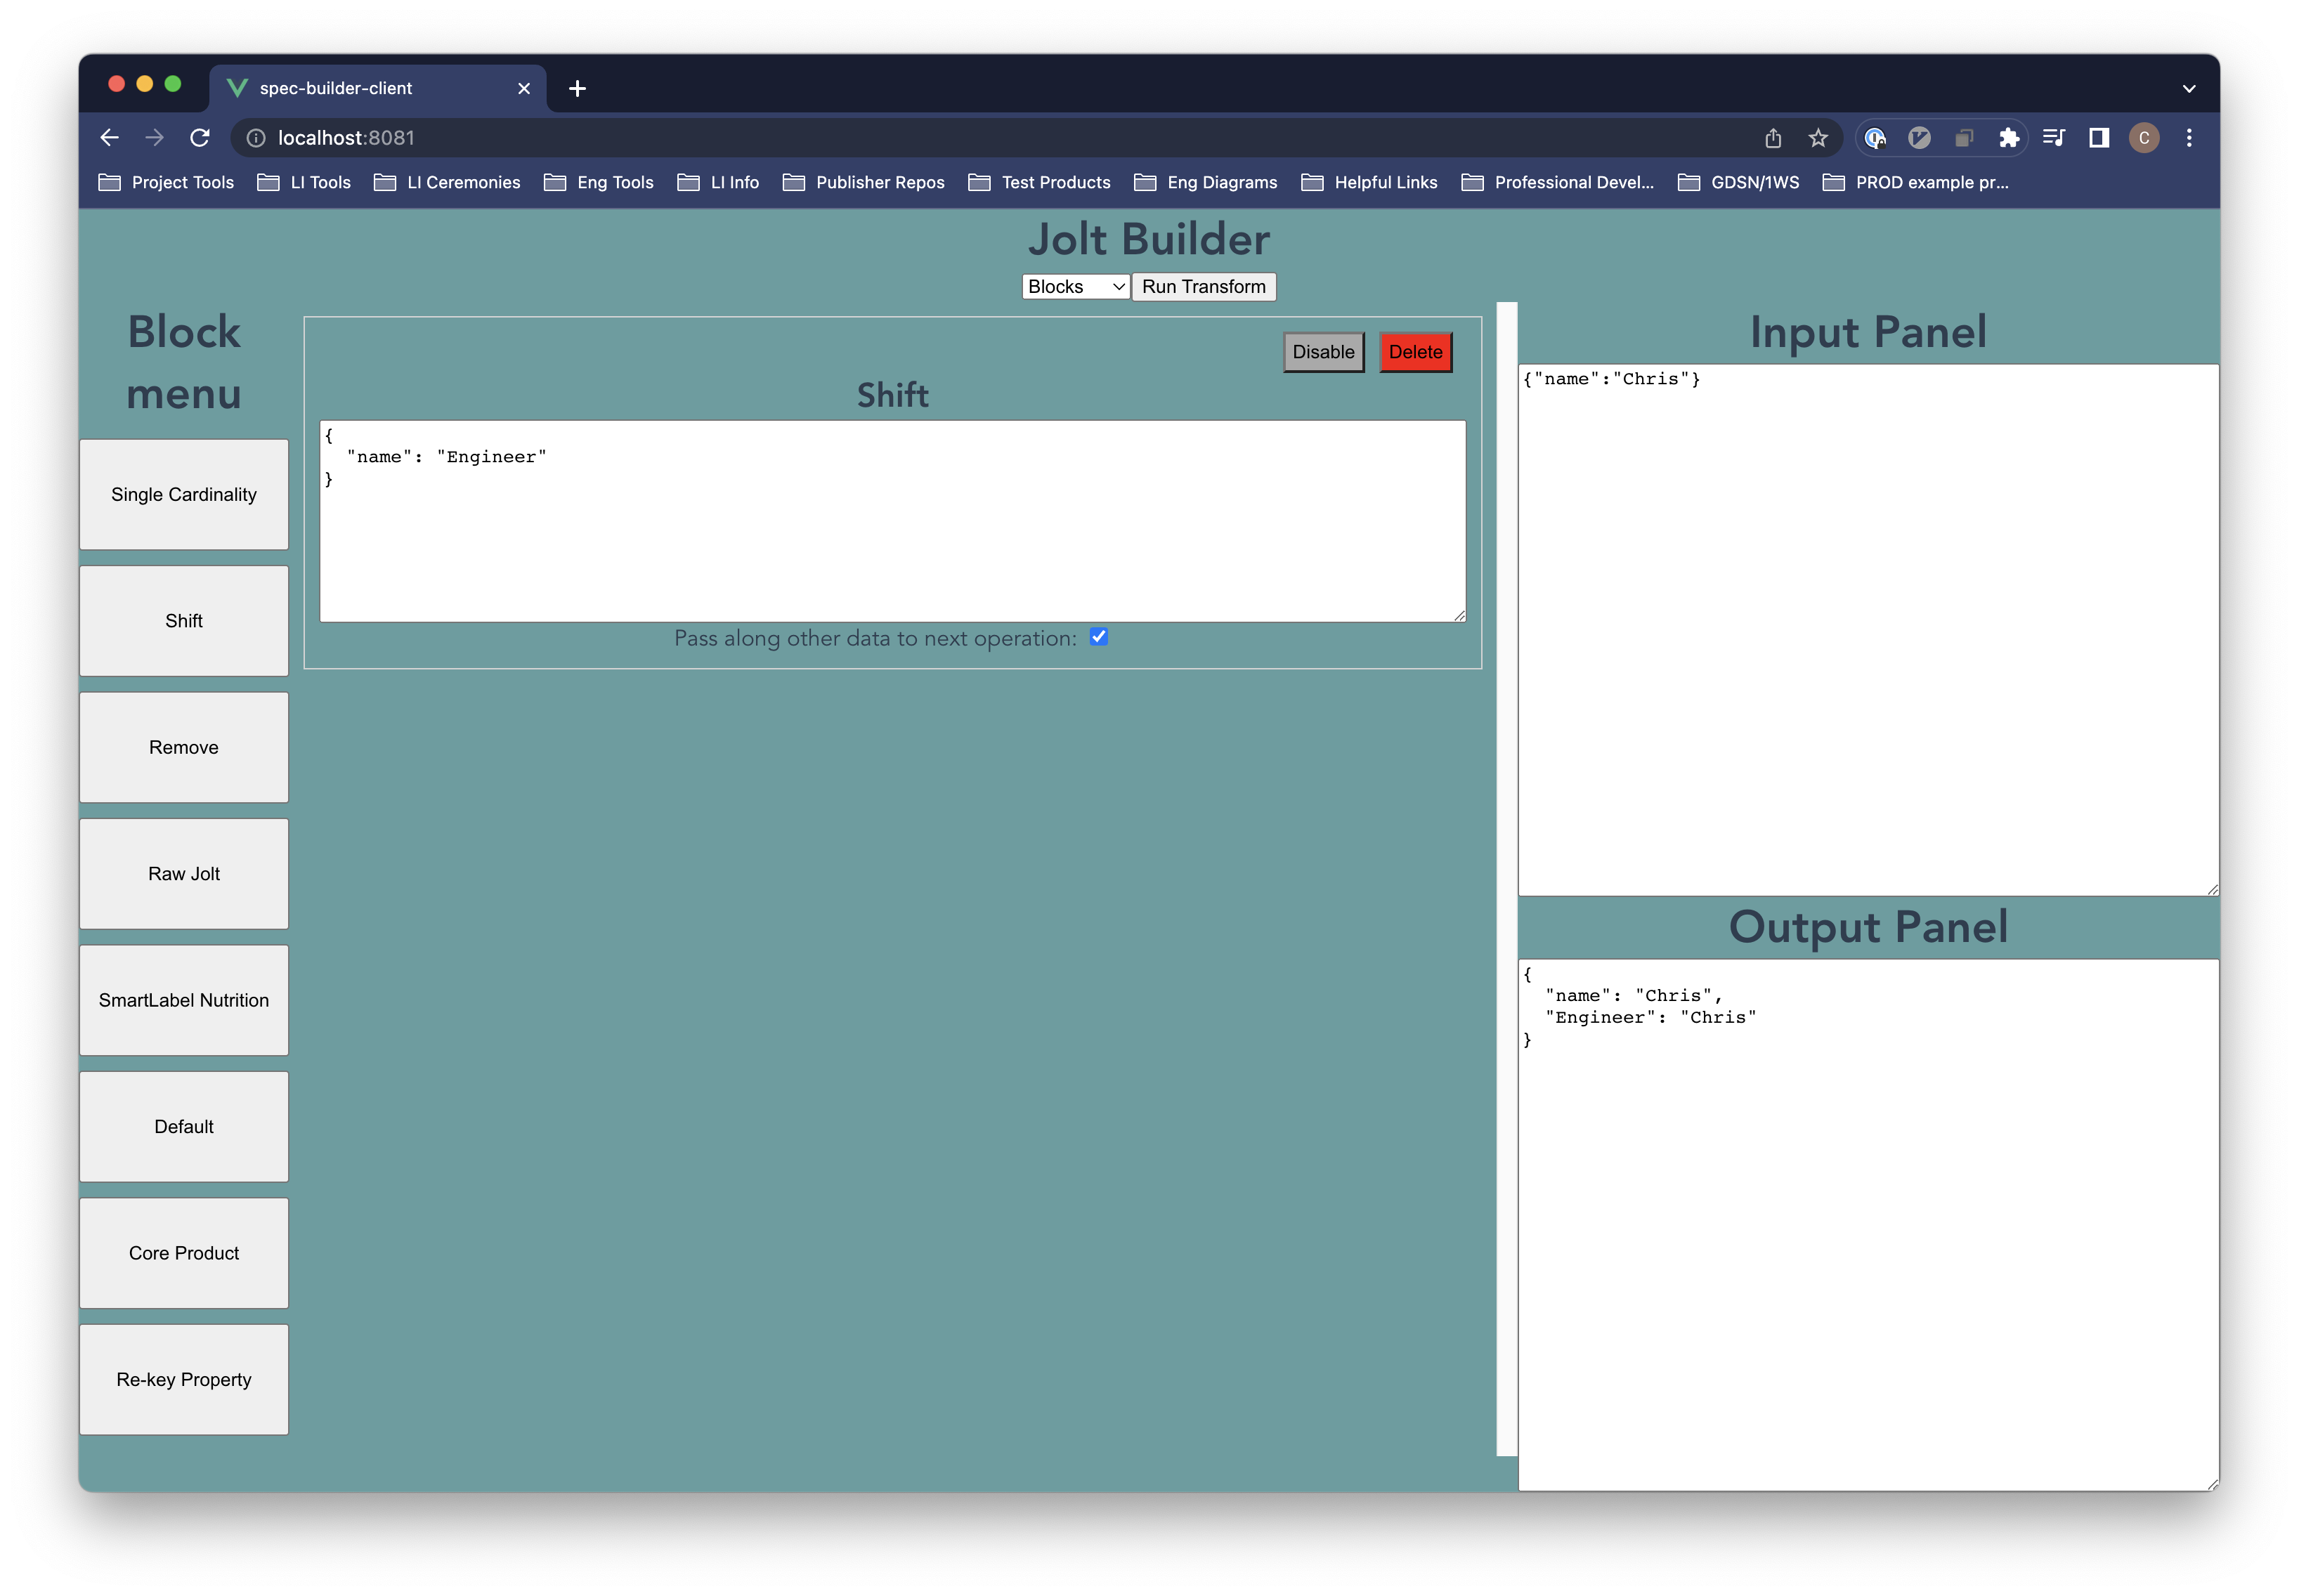 spec-builder-client
localhost:8081
C
Project Tools LI Tools LI Ceremonies Eng Tools LI Info Publisher Repos Test Products Eng Diagrams Helpful Links Professional Devel... GDSN/1WS PROD example pr...
Jolt Builder
Blocks Run Transform
Block
menu
Single Cardinality
Shift
Remove
Raw Jolt
SmartLabel Nutrition
Default
Core Product
Re-key Property
Disable Delete
Shift
{
"name": "Engineer"
}
Pass along other data to next operation:
Input Panel
{"name":"Chris"}
Output Panel
{
"name": "Chris",
"Engineer": "Chris"
}